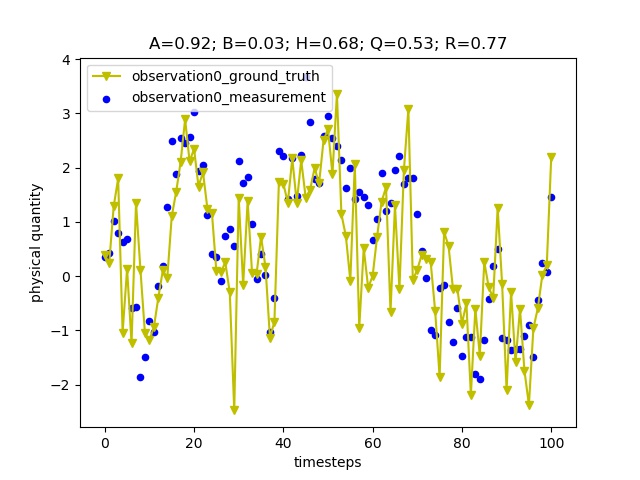 A=0.92; B=0.03; H=0.68; Q=0.53; R=0.77
observation0_ground_truth
observation0_measurement
physical quantity
4
3
2
1
0
−1
−2
0 20 40 60 80 100
timesteps